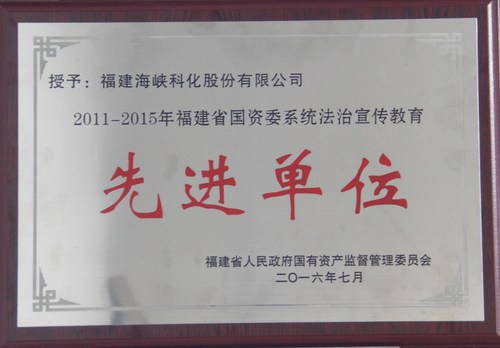 授予：福建海峡科化股份有限公司
2011-2015年福建省国资委系统法治宣传教育
先进单位
福建省人民政府国有资产监督管理委员会
二〇一六年七月